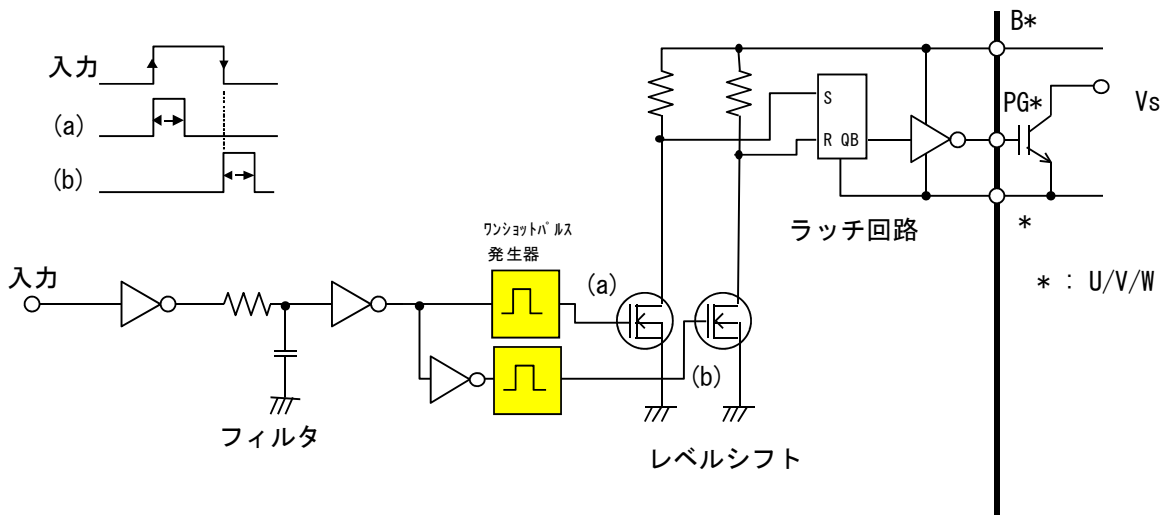 入力
(a)
(b)
B*
PG*
Vs
S
R QB
*
ラッチ回路
* : U/V/W
ワンショットパルス
発生器
入力
(a)
(b)
フィルタ
レベルシフト